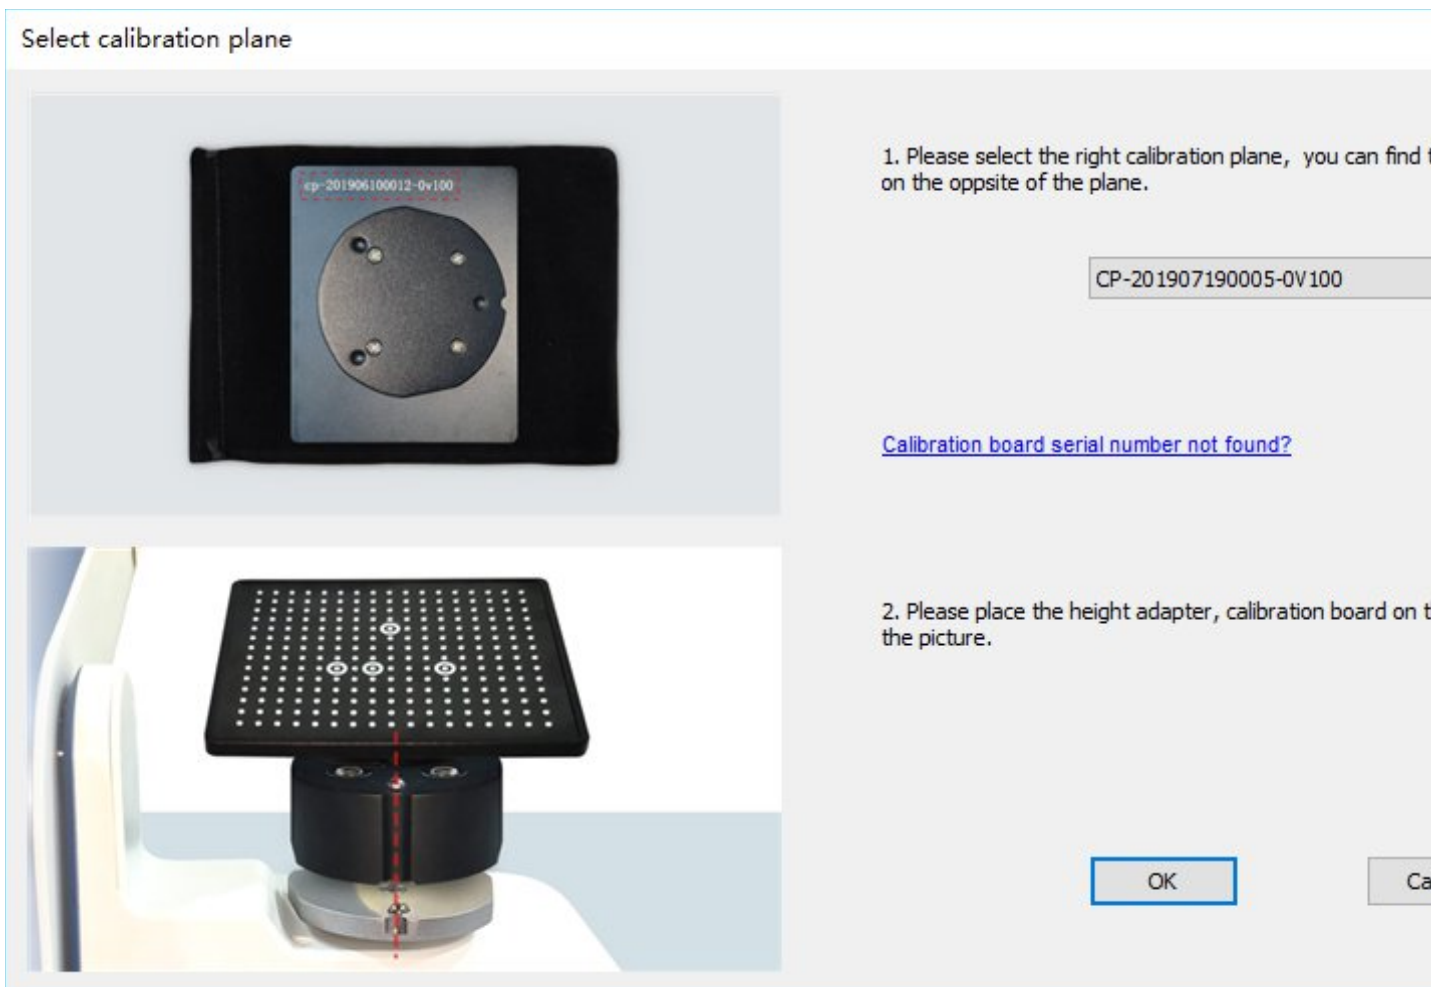 Select calibration plane
cp-201906100012-0v100
1. Please select the right calibration plane, you can find
on the oppsite of the plane.
CP-201907190005-0V100
Calibration board serial number not found?
2. Please place the height adapter, calibration board on
the picture.
OK